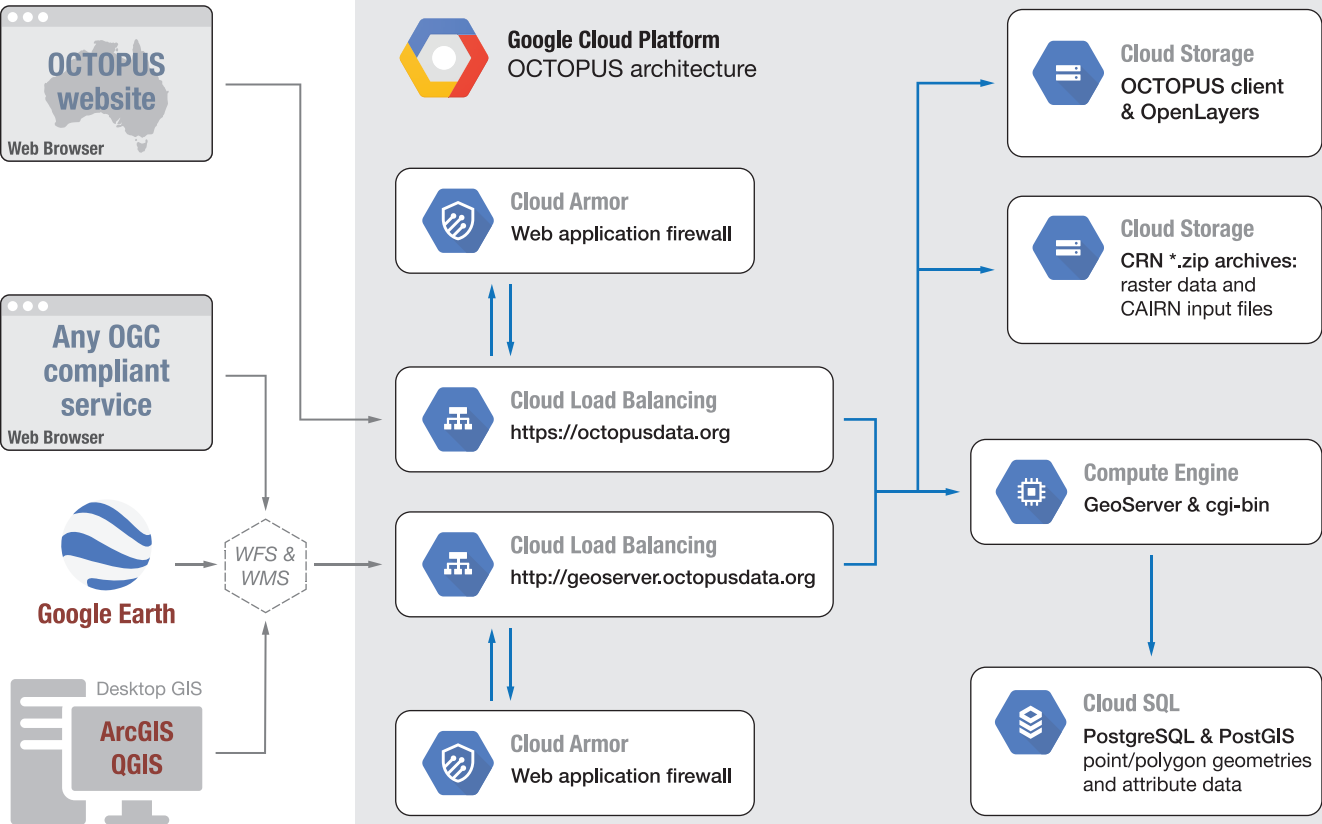 OCTOPUS
website
Web Browser
Any OGC
compliant
service
Web Browser
Google Earth
WFS &
WMS
Desktop GIS
ArcGIS
QGIS
Google Cloud Platform
OCTOPUS architecture
Cloud Armor
Web application firewall
Cloud Load Balancing
https://octopusdata.org
Cloud Load Balancing
http://geoserver.octopusdata.org
Cloud Armor
Web application firewall
Cloud Storage
OCTOPUS client
& OpenLayers
Cloud Storage
CRN *.zip archives:
raster data and
CAIRN input files
Compute Engine
GeoServer & cgi-bin
Cloud SQL
PostgreSQL & PostGIS
point/polygon geometries
and attribute data